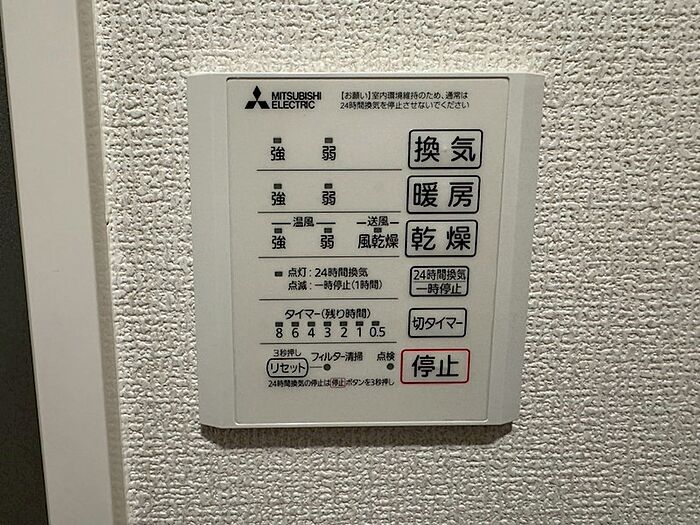 MITSUBISHI
ELECTRIC
【お願い】室内環境維持のため、通常は
24時間換気を停止させないでください
強 弱 換気
強 弱 暖房
温風 送風
強 弱 風乾燥 乾燥
点灯:24時間換気
点滅:一時停止(1時間)
24時間換気
一時停止
タイマー(残り時間)
8 6 4 3 2 1 0.5
切タイマー
3秒押し
リセット フィルター清掃 点検
停止
24時間換気の停止は停止ボタンを3秒押し